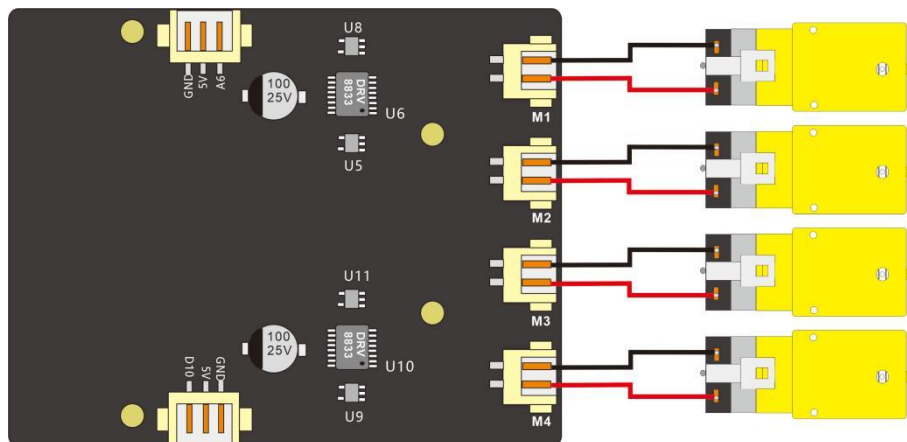 GND
5V
A6
100
25V
U8
DRV
8833
U6
U5
M1
M2
U11
100
25V
DRV
8833
U10
U9
M3
D10
5V
GND
M4